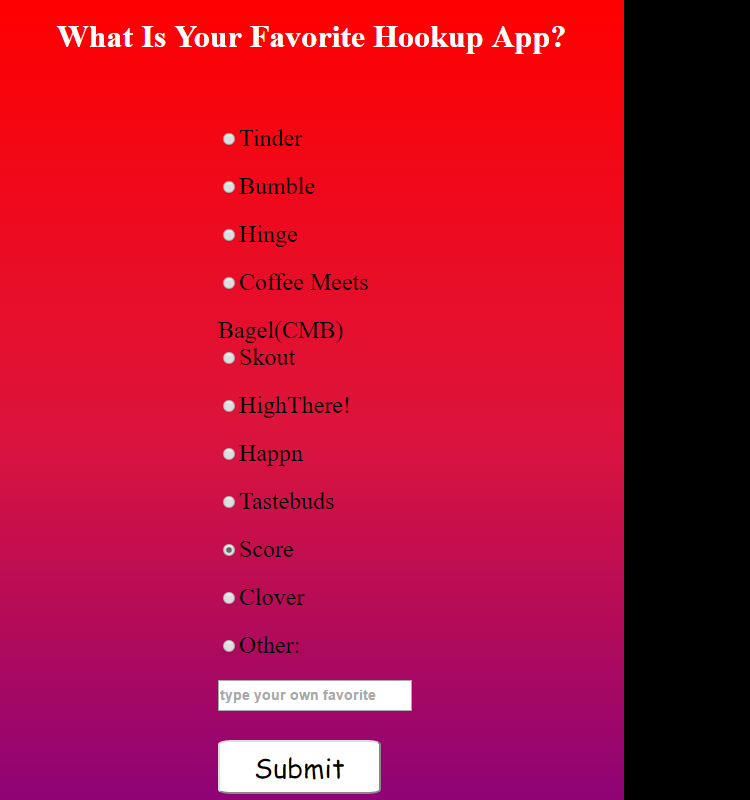 What Is Your Favorite Hookup App?
Tinder
Bumble
Hinge
Coffee Meets
Bagel(CMB)
Skout
HighThere!
Happn
Tastebuds
Score
Clover
Other:
type your own favorite
Submit